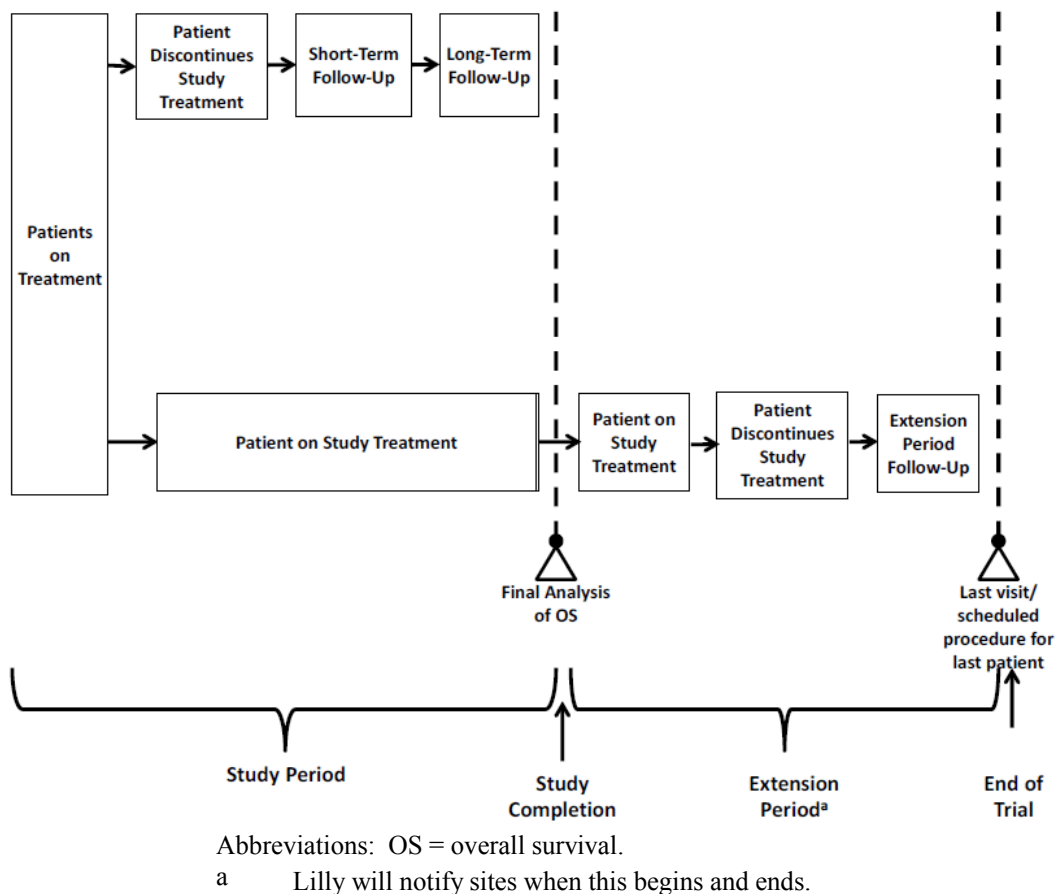 Patient
Discontinues
Study
Treatment
Short-Term
Follow-Up
Long-Term
Follow-Up
Patients
on
Treatment
Patient on Study Treatment
Patient on
Study
Treatment
Patient
Discontinues
Study
Treatment
Extension
Period
Follow-Up
Final Analysis
of OS
Last visit/
scheduled
procedure for
last patient
Study Period
Study
Completion
Extension
Periodᵃ
End of
Trial
Abbreviations: OS = overall survival.
a Lilly will notify sites when this begins and ends.